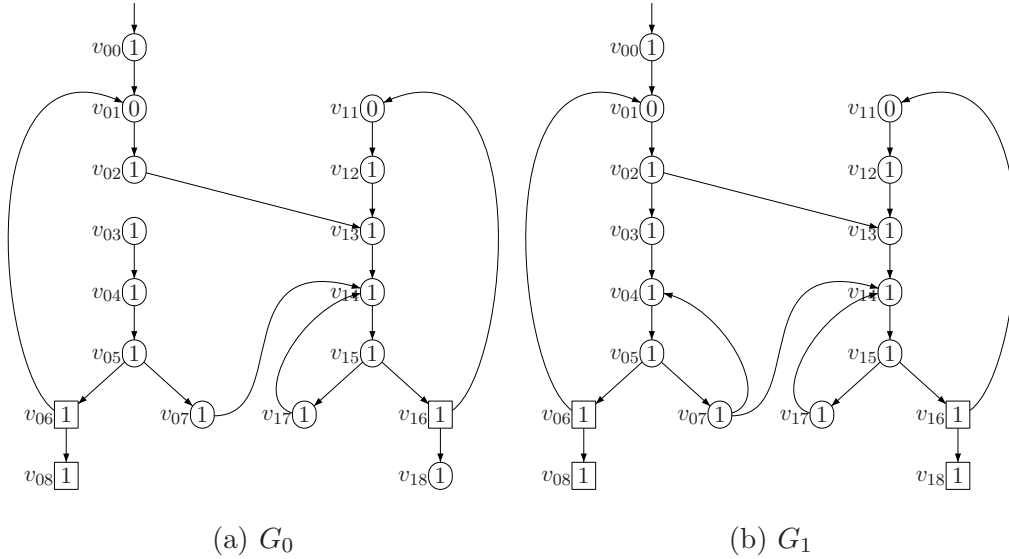 v00 1 v00 1
v01 0 v11 0 v01 0 v11 0
v02 1 v12 1 v02 1 v12 1
v03 1 v13 1 v03 1 v13 1
v04 1 v14 1 v04 1 v14 1
v05 1 v15 1 v05 1 v15 1
v06 1 v07 1 v17 1 v16 1 v06 1 v07 1 v17 1 v16 1
v08 1 v18 1 v08 1 v18 1
(a) G0 (b) G1